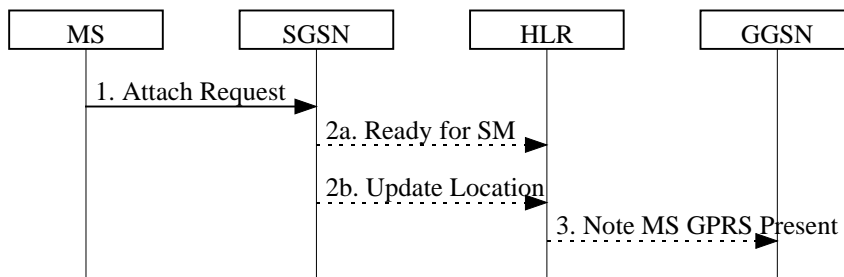 MS
SGSN
HLR
GGSN
1. Attach Request
2a. Ready for SM
2b. Update Location
3. Note MS GPRS Present